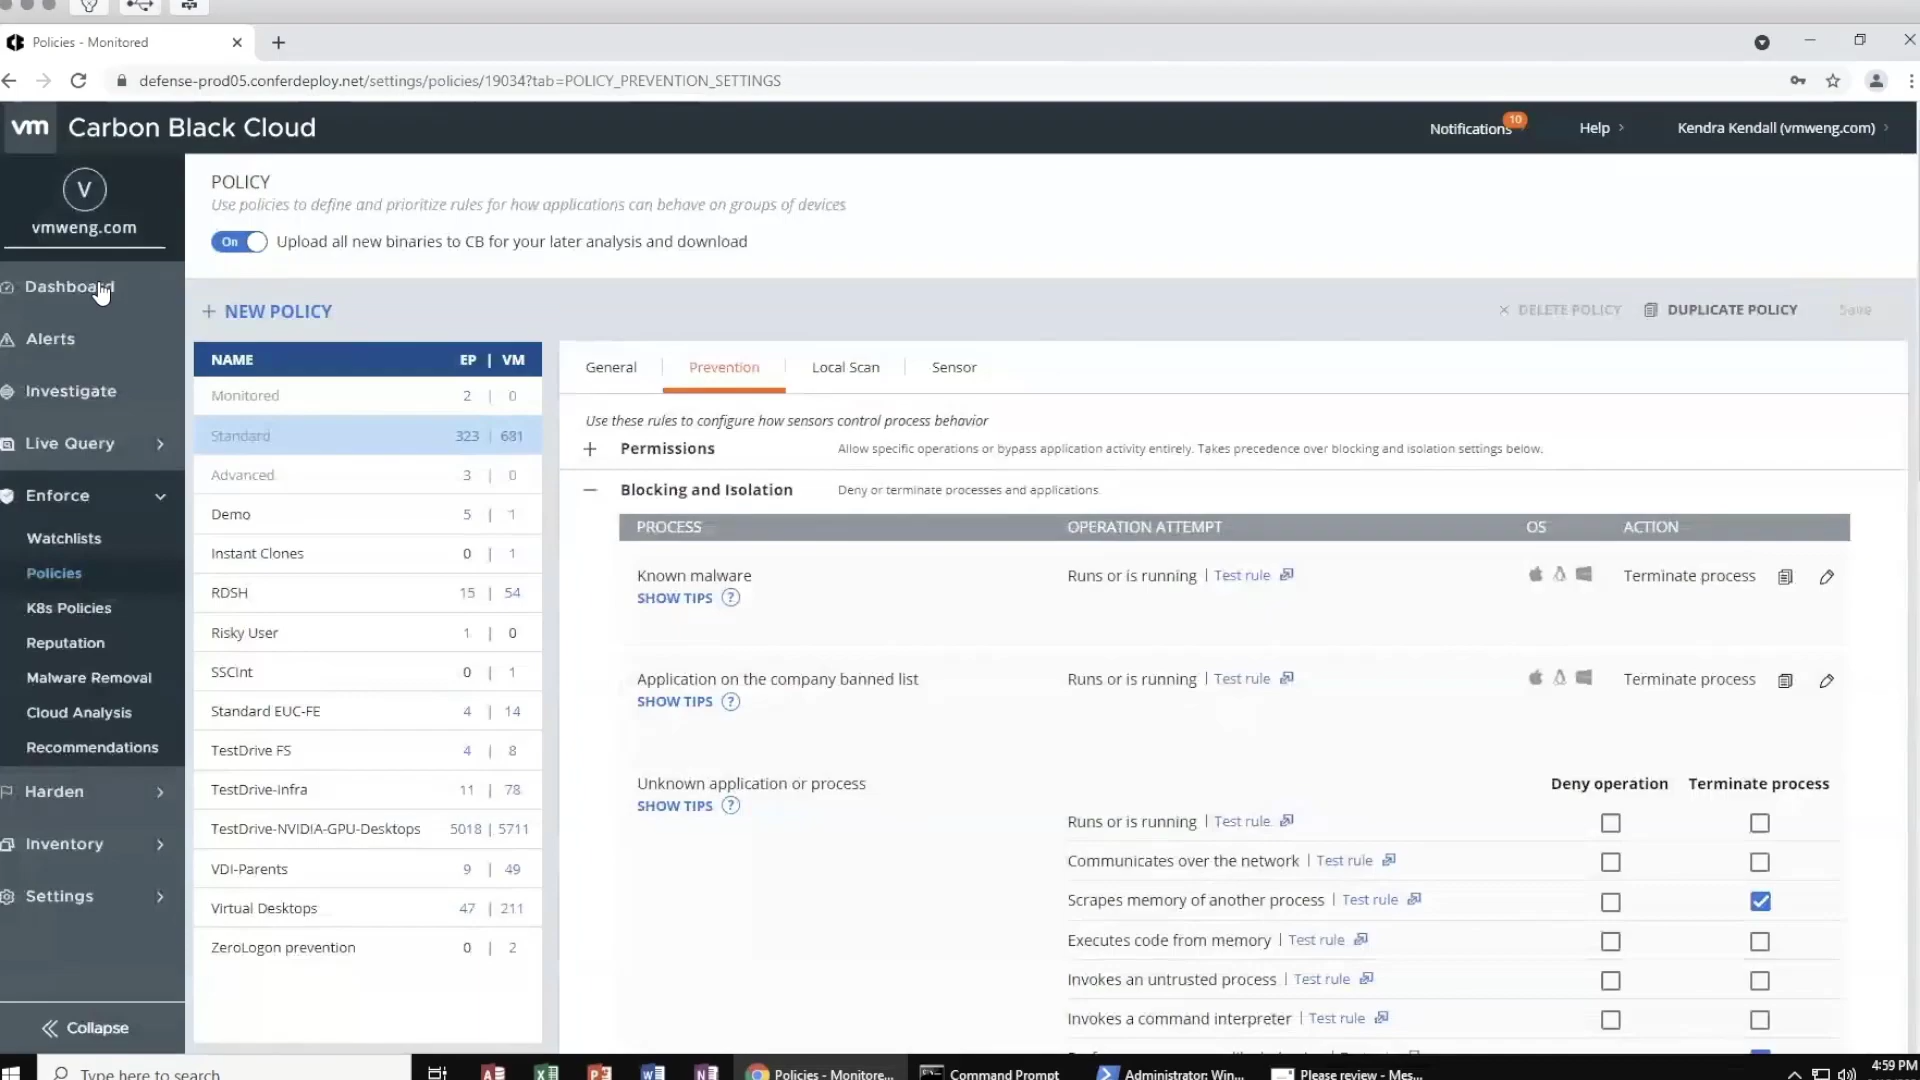 Policies - Monitored
defense-prod05.conferdeploy.net/settings/policies/19034?tab=POLICY_PREVENTION_SETTINGS
vm Carbon Black Cloud
Notifications 10
Help
Kendra Kendall (vmweng.com)
V
vmweng.com
Dashboard
Alerts
Investigate
Live Query
Enforce
Watchlists
Policies
K8s Policies
Reputation
Malware Removal
Cloud Analysis
Recommendations
Harden
Inventory
Settings
Collapse
POLICY
Use policies to define and prioritize rules for how applications can behave on groups of devices
On Upload all new binaries to CB for your later analysis and download
+ NEW POLICY
DELETE POLICY
DUPLICATE POLICY
Save
NAME EP | VM
Monitored 2 | 0
Standard 323 | 681
Advanced 3 | 0
Demo 5 | 1
Instant Clones 0 | 1
RDSH 15 | 54
Risky User 1 | 0
SSCInt 0 | 1
Standard EUC-FE 4 | 14
TestDrive FS 4 | 8
TestDrive-Infra 11 | 78
TestDrive-NVIDIA-GPU-Desktops 5018 | 5711
VDI-Parents 9 | 49
Virtual Desktops 47 | 211
ZeroLogon prevention 0 | 2
General
Prevention
Local Scan
Sensor
Use these rules to configure how sensors control process behavior
Permissions Allow specific operations or bypass application activity entirely. Takes precedence over blocking and isolation settings below.
Blocking and Isolation Deny or terminate processes and applications
PROCESS OPERATION ATTEMPT OS ACTION
Known malware Runs or is running | Test rule Terminate process
SHOW TIPS ?
Application on the company banned list Runs or is running | Test rule Terminate process
SHOW TIPS ?
Unknown application or process Deny operation Terminate process
SHOW TIPS ?
Runs or is running | Test rule
Communicates over the network | Test rule
Scrapes memory of another process | Test rule
Executes code from memory | Test rule
Invokes an untrusted process | Test rule
Invokes a command interpreter | Test rule
Type here to search
Policies - Monitore...
Command Prompt
Administrator: Win...
Please review - Mes...
4:59 PM